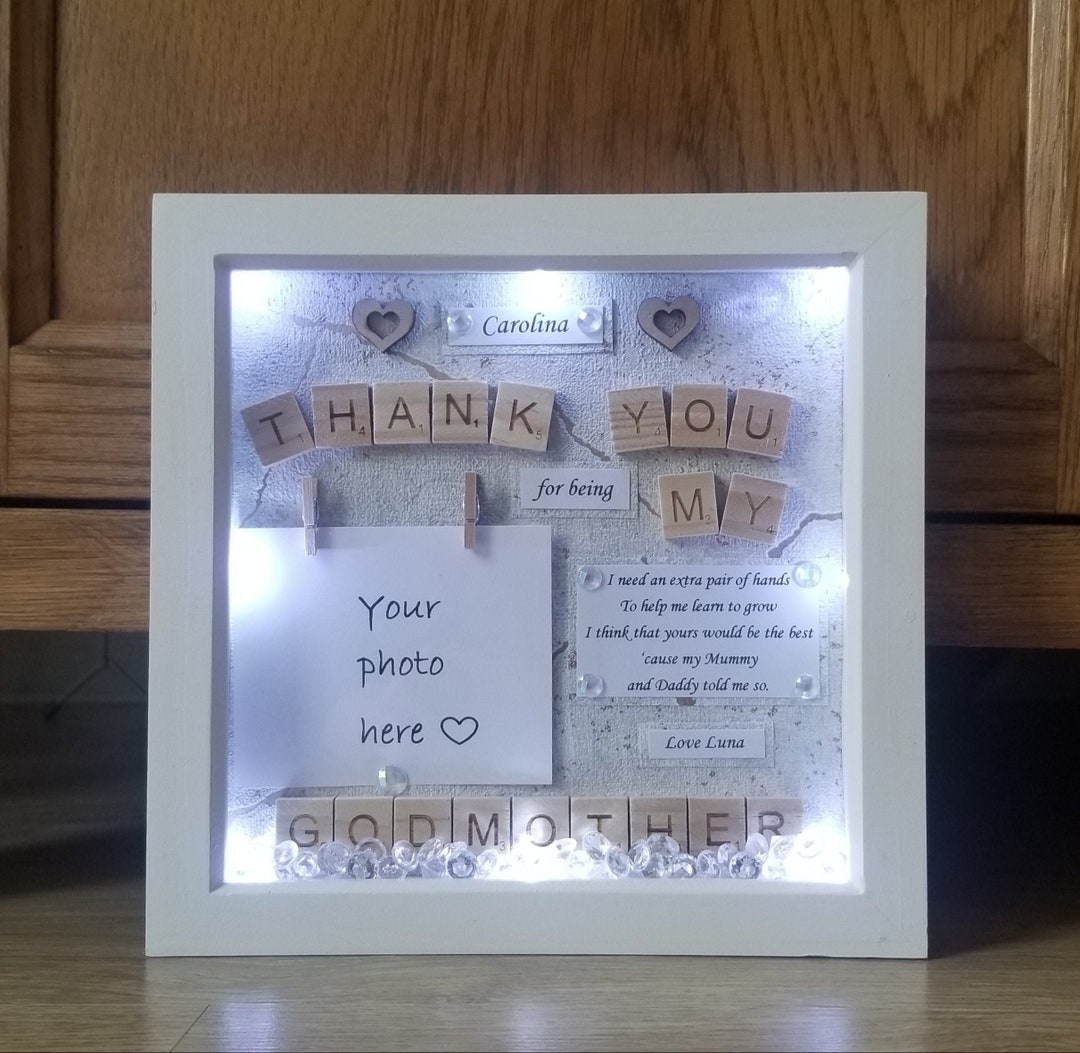 Carolina
THANK YOU
for being MY
I need an extra pair of hands
To help me learn to grow
I think that yours would be the best
‘cause my Mummy
and Daddy told me so.
Love Luna
Your
photo
here ♡
GODMOTHER